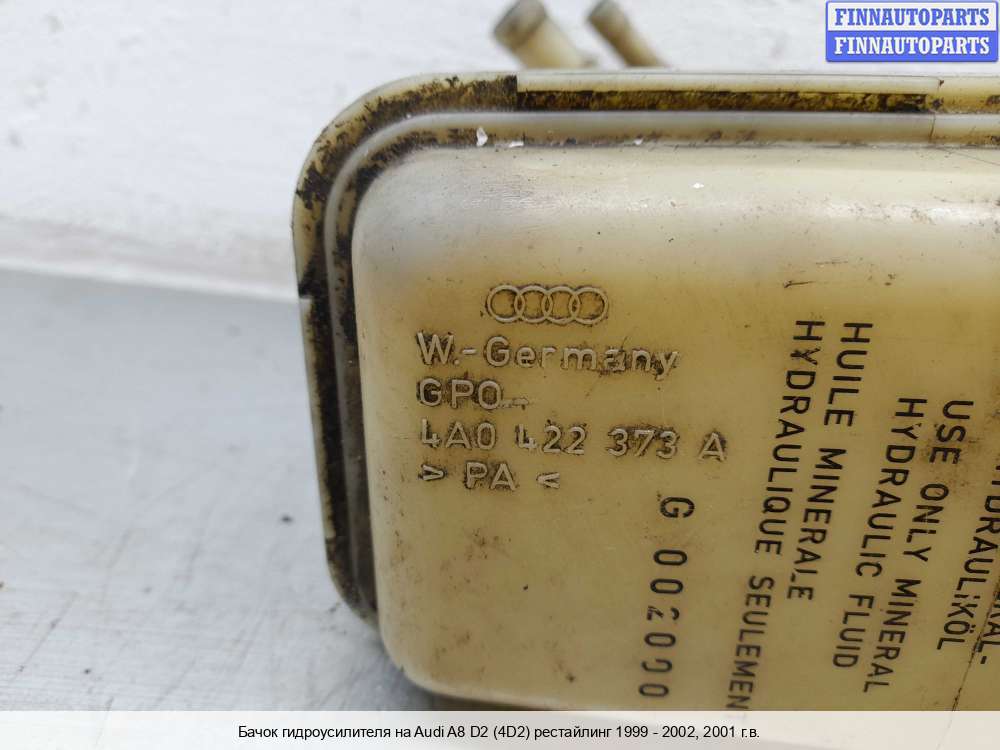 FINNAUTOPARTS
FINNAUTOPARTS
W.-Germany
GPO
4A0 422 373 A
> PA <
G 002000
HUILE MINERALE
HYDRAULIQUE SEULEMENT
USE ONLY MINERAL
HYDRAULIC FLUID
Бачок гидроусилителя на Audi A8 D2 (4D2) рестайлинг 1999 - 2002, 2001 г.в.